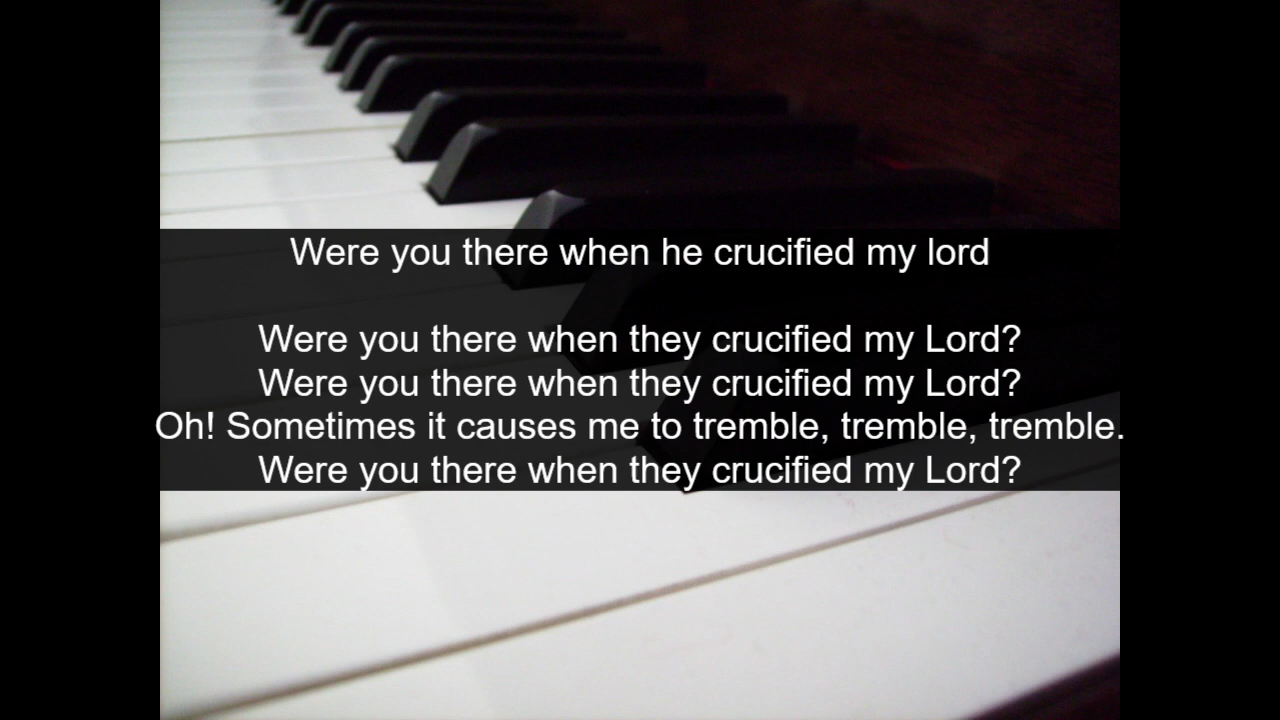 Were you there when he crucified my lord
Were you there when they crucified my Lord?
Were you there when they crucified my Lord?
Oh! Sometimes it causes me to tremble, tremble, tremble.
Were you there when they crucified my Lord?